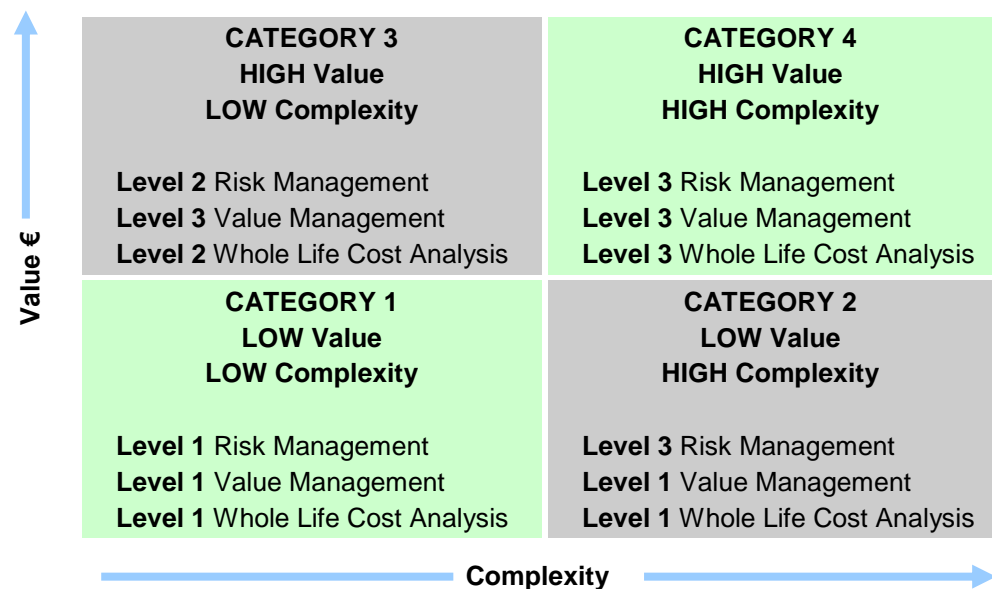 CATEGORY 3
HIGH Value
LOW Complexity
Level 2 Risk Management
Level 3 Value Management
Level 2 Whole Life Cost Analysis
CATEGORY 4
HIGH Value
HIGH Complexity
Level 3 Risk Management
Level 3 Value Management
Level 3 Whole Life Cost Analysis
Value €
CATEGORY 1
LOW Value
LOW Complexity
Level 1 Risk Management
Level 1 Value Management
Level 1 Whole Life Cost Analysis
CATEGORY 2
LOW Value
HIGH Complexity
Level 3 Risk Management
Level 1 Value Management
Level 1 Whole Life Cost Analysis
Complexity